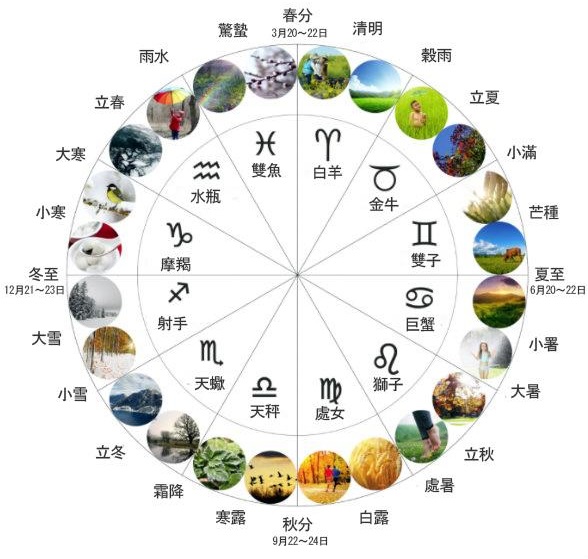 春分
3月20～22日
清明
穀雨
立夏
小滿
芒種
夏至
6月20～22日
小署
大暑
立秋
處暑
白露
秋分
9月22～24日
寒露
霜降
立冬
小雪
大雪
冬至
12月21～23日
小寒
大寒
立春
雨水
驚蟄
白羊
金牛
雙子
巨蟹
獅子
處女
天秤
天蠍
射手
摩羯
水瓶
雙魚